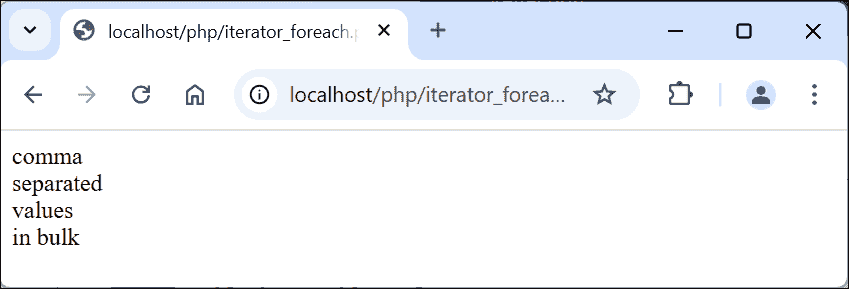 localhost/php/iterator_foreach.
localhost/php/iterator_forea...
comma
separated
values
in bulk